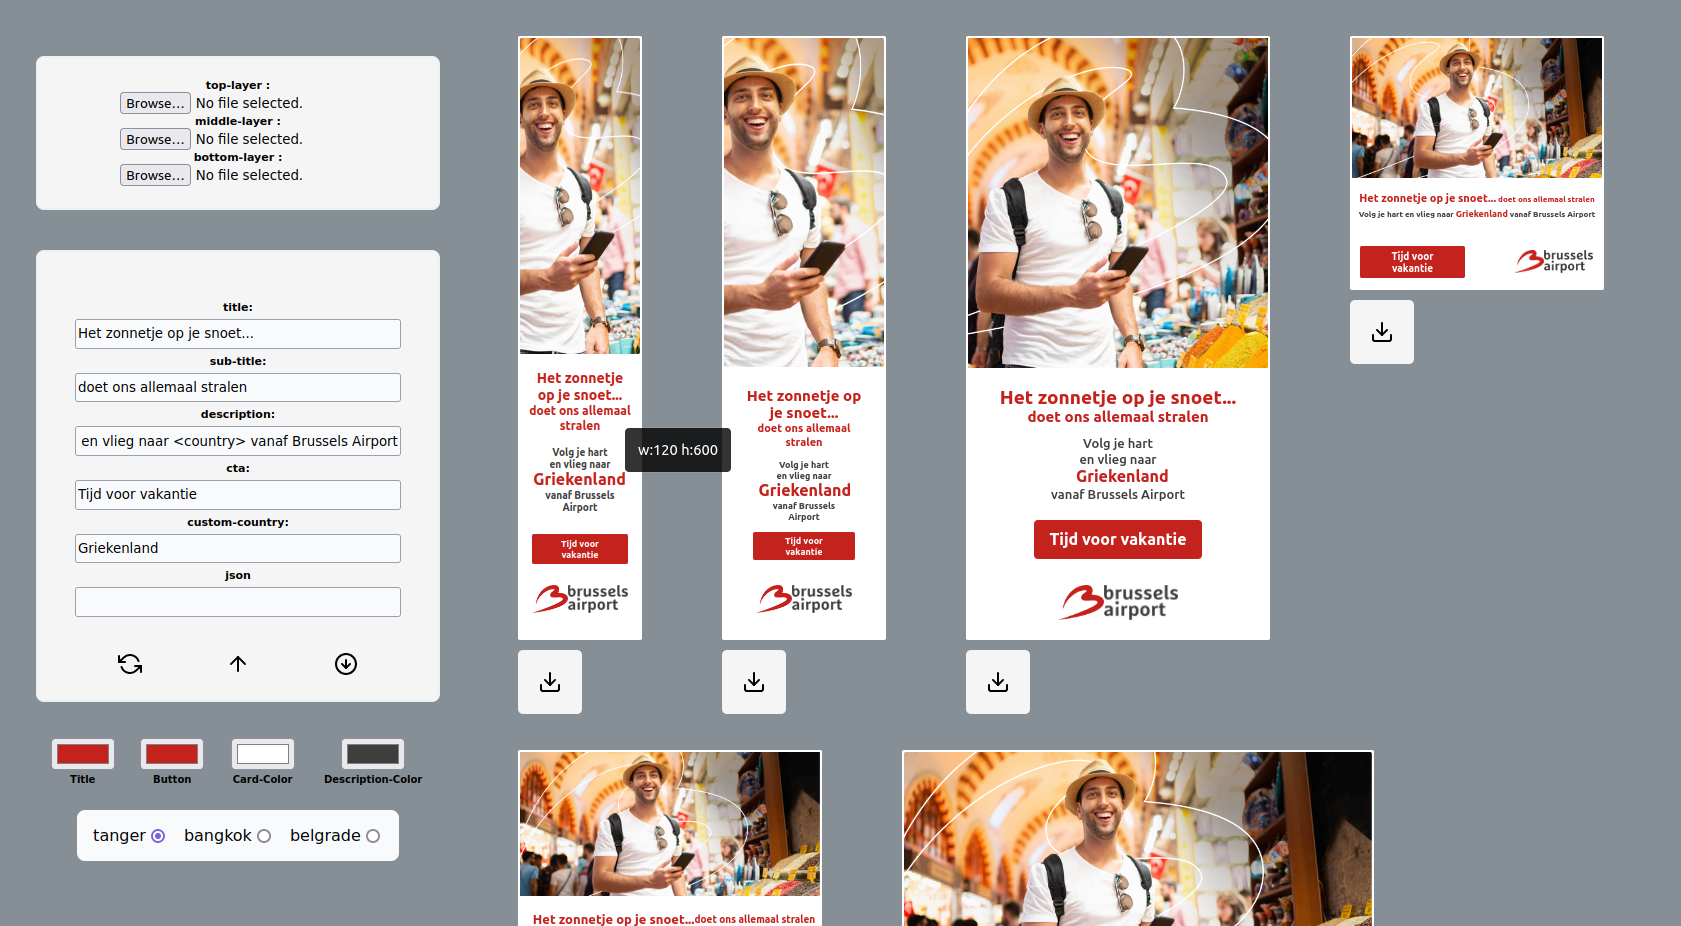 top-layer :
Browse... No file selected.
middle-layer :
Browse... No file selected.
bottom-layer :
Browse... No file selected.
title:
Het zonnetje op je snoet...
sub-title:
doet ons allemaal stralen
description:
en vlieg naar <country> vanaf Brussels Airport
cta:
Tijd voor vakantie
custom-country:
Griekenland
json
Title
Button
Card-Color
Description-Color
tanger
bangkok
belgrade
Het zonnetje
op je snoet...
doet ons allemaal
stralen
Volg je hart
en vlieg naar
Griekenland
vanaf Brussels
Airport
Tijd voor
vakantie
brussels
airport
w:120 h:600
Het zonnetje op
je snoet...
doet ons allemaal
stralen
Volg je hart
en vlieg naar
Griekenland
vanaf Brussels
Airport
Tijd voor
vakantie
brussels
airport
Het zonnetje op je snoet...
doet ons allemaal stralen
Volg je hart
en vlieg naar
Griekenland
vanaf Brussels Airport
Tijd voor vakantie
brussels
airport
Het zonnetje op je snoet... doet ons allemaal stralen
Volg je hart en vlieg naar Griekenland vanaf Brussels Airport
Tijd voor
vakantie
brussels
airport
Het zonnetje op je snoet...doet ons allemaal stralen